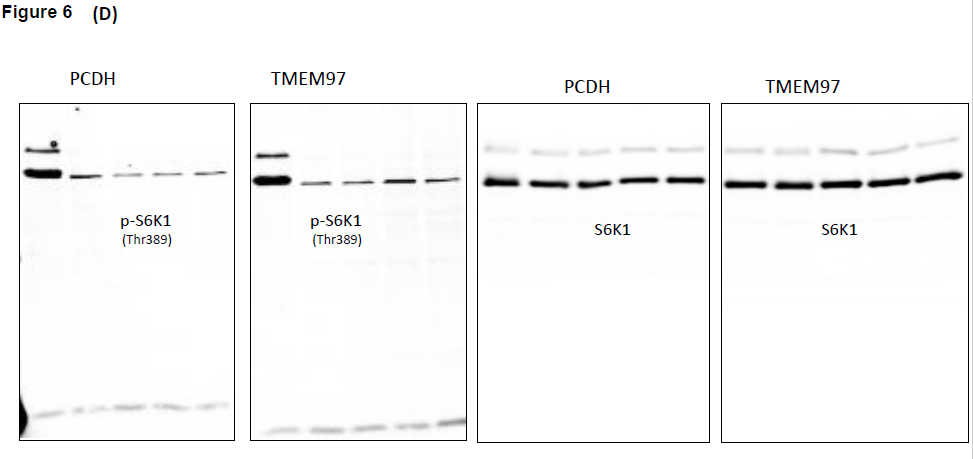 Figure 6 (D)
PCDH
TMEM97
PCDH
TMEM97
p-S6K1
(Thr389)
p-S6K1
(Thr389)
S6K1
S6K1